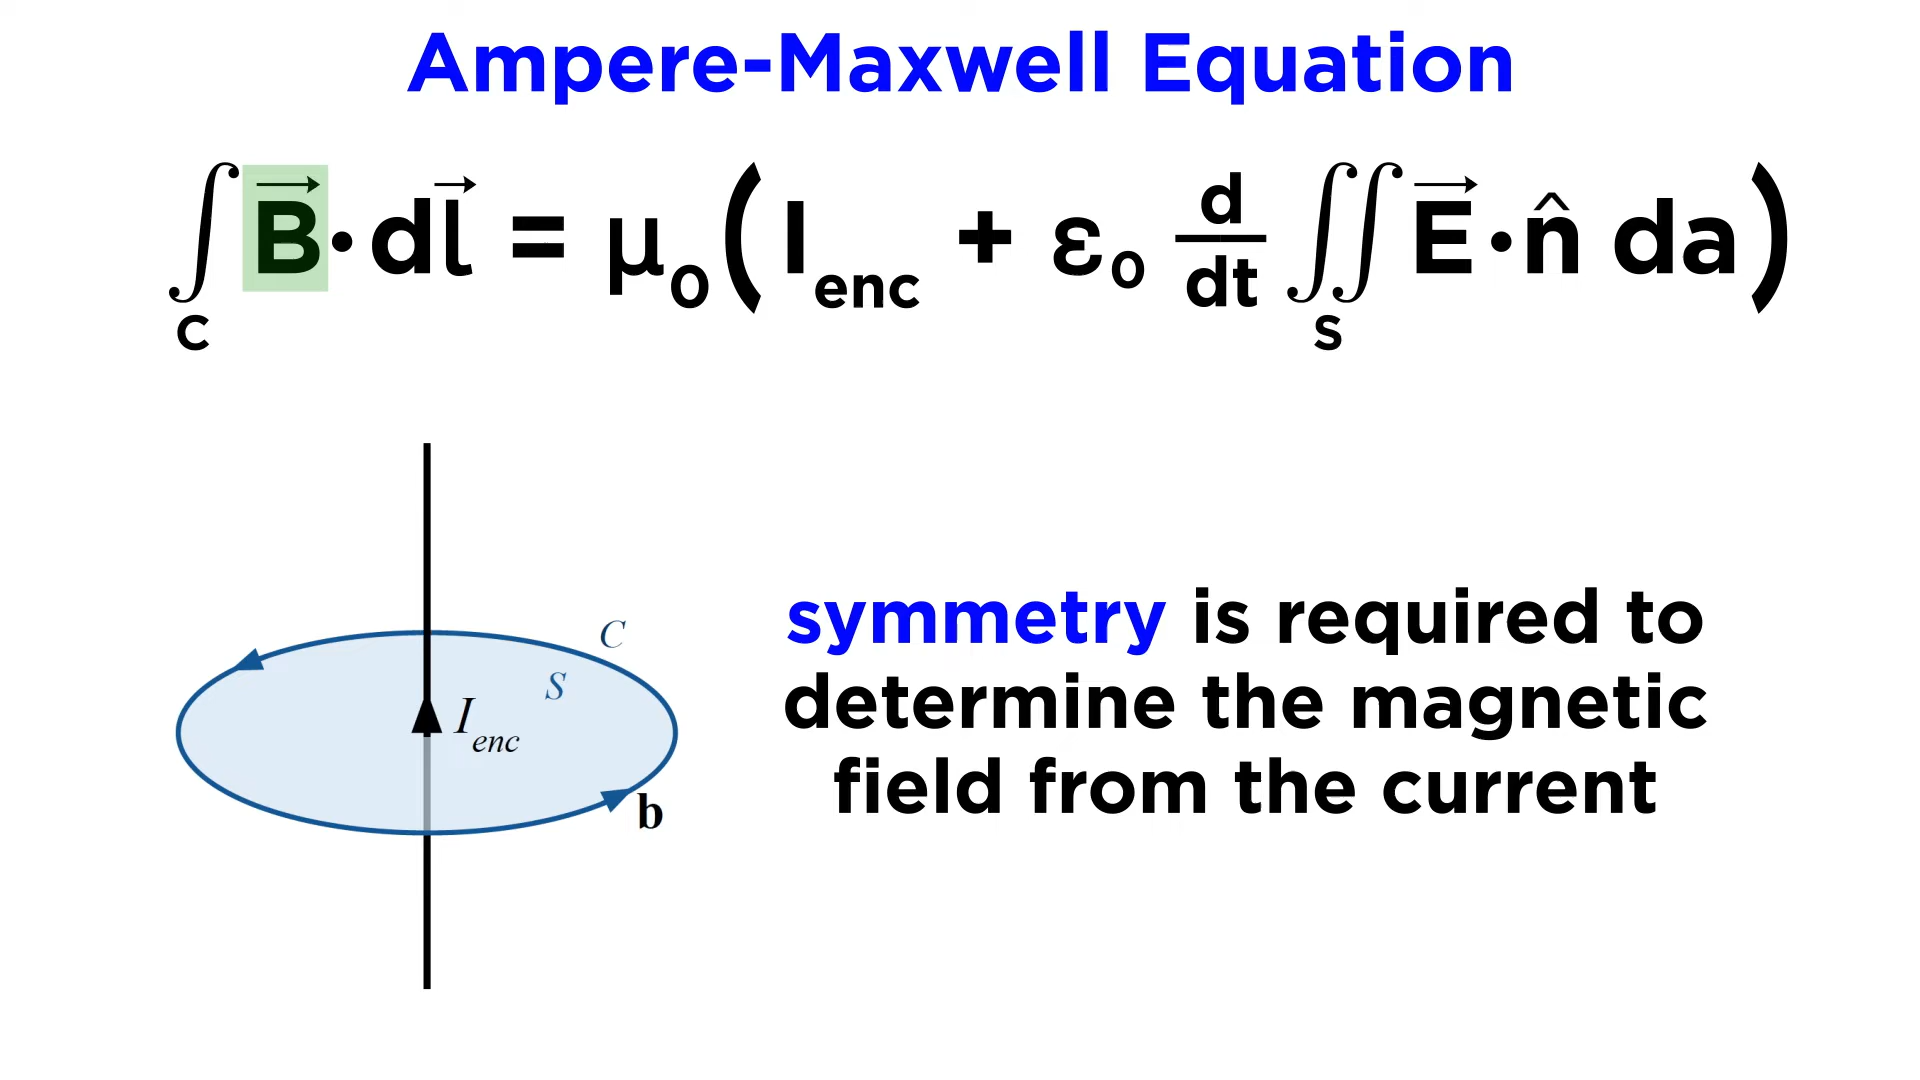 Ampere-Maxwell Equation
∫_C B⃗ · dl⃗ = μ₀(I_enc + ε₀ d/dt ∬_S E⃗ · n̂ da)
C
S
I_enc
b
symmetry is required to
determine the magnetic
field from the current